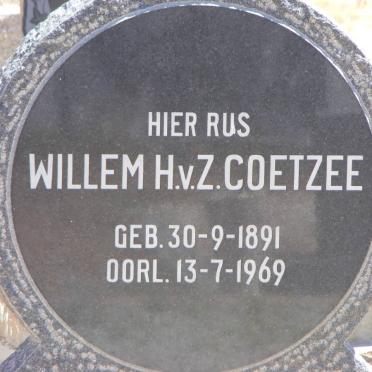 HIER RUS
WILLEM H.v.Z. COETZEE
GEB. 30-9-1891
OORL. 13-7-1969